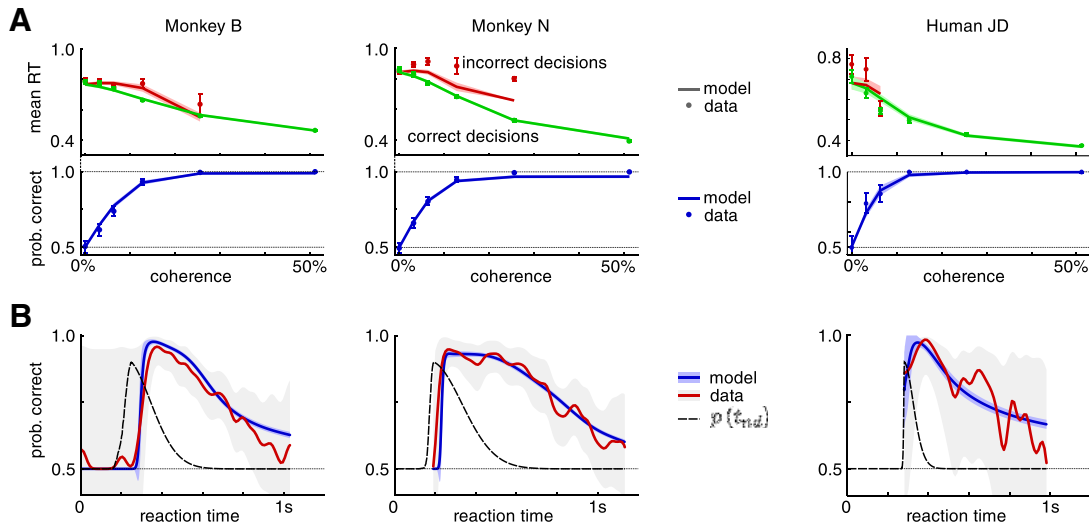 A
Monkey B
Monkey N
Human JD
mean RT
1.0
0.4
1.0
0.4
incorrect decisions
correct decisions
model
data
0.8
0.4
prob. correct
1.0
0.5
0%
50%
coherence
1.0
0.5
0%
50%
coherence
model
data
1.0
0.5
0%
50%
coherence
B
prob. correct
1.0
0.5
0
1s
reaction time
1.0
0.5
0
1s
reaction time
model
data
p(t_nd)
1.0
0.5
0
1s
reaction time